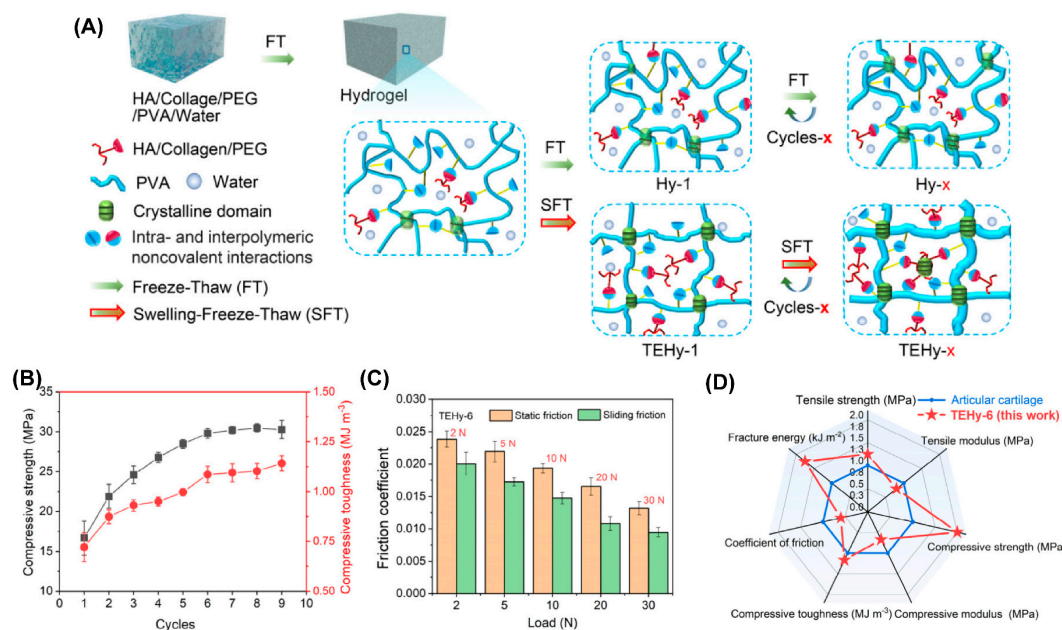 (A)
FT
HA/Collage/PEG
/PVA/Water
Hydrogel
HA/Collagen/PEG
PVA
Water
Crystalline domain
Intra- and interpolymeric
noncovalent interactions
Freeze-Thaw (FT)
Swelling-Freeze-Thaw (SFT)
FT
SFT
Hy-1
FT
Cycles-x
Hy-x
TEHy-1
SFT
Cycles-x
TEHy-x
(B)
Compressive strength (MPa)
35
30
25
20
15
10
0 1 2 3 4 5 6 7 8 9 10
Cycles
1.50
1.25
1.00
0.75
0.50
Compressive toughness (MJ m⁻³)
(C)
Friction coefficient
0.030
0.025
0.020
0.015
0.010
0.005
0.000
TEHy-6 Static friction Sliding friction
2 N
5 N
10 N
20 N
30 N
2 5 10 20 30
Load (N)
(D)
Articular cartilage
TEHy-6 (this work)
Tensile strength (MPa)
Fracture energy (kJ m⁻²)
Tensile modulus (MPa)
2.0
1.8
1.5
1.3
1.0
0.8
0.5
0.3
0.0
Coefficient of friction
Compressive strength (MPa)
Compressive toughness (MJ m⁻³)
Compressive modulus (MPa)